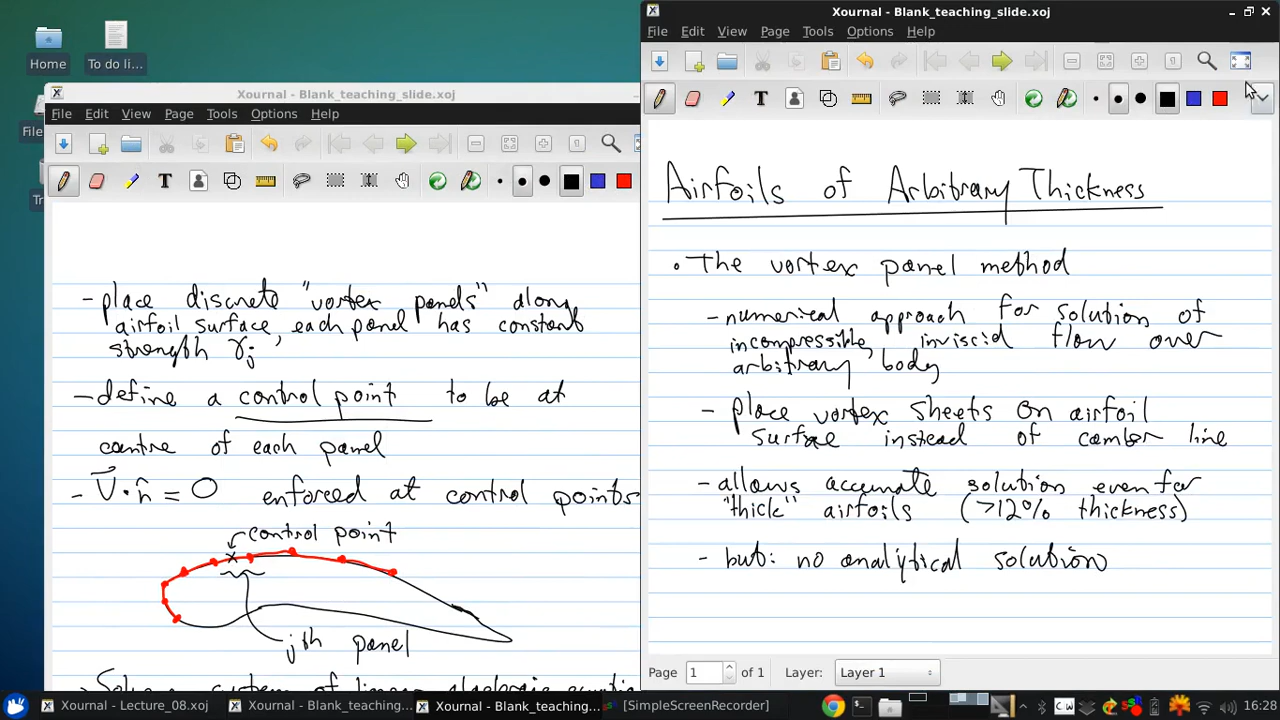 Home
To do li...
File
Tr
Xournal - Blank_teaching_slide.xoj
File Edit View Page Tools Options Help
- place discrete "vortex panels" along
airfoil surface, each panel has constant
strength γj
- define a control point to be at
centre of each panel
- V⃗ · n̂ = 0 enforced at control points
control point
jth panel
Xournal - Blank_teaching_slide.xoj
File Edit View Page Tools Options Help
Airfoils of Arbitrary Thickness
• The vortex panel method
- numerical approach for solution of
incompressible, inviscid flow over
arbitrary body
- place vortex sheets on airfoil
surface instead of camber line
- allows accurate solution even for
"thick" airfoils (>12% thickness)
- but: no analytical solution
Page 1 of 1 Layer: Layer 1
Xournal - Lecture_08.xoj
Xournal - Blank_teaching...
Xournal - Blank_teaching...
[SimpleScreenRecorder]
16:28